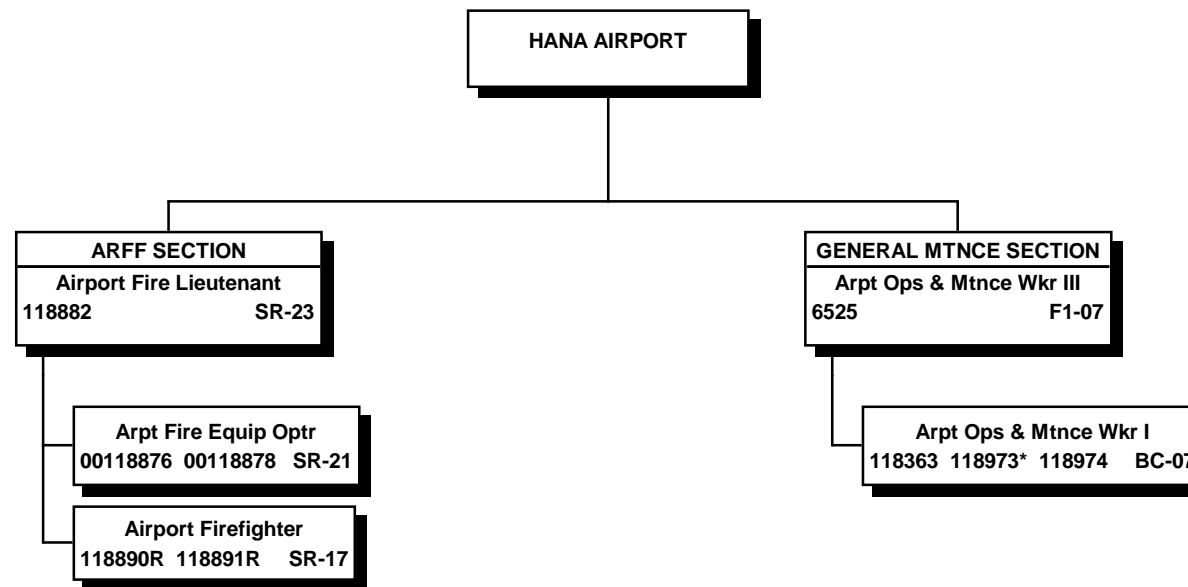 HANA AIRPORT
ARFF SECTION
Airport Fire Lieutenant
118882 SR-23
Arpt Fire Equip Optr
00118876 00118878 SR-21
Airport Firefighter
118890R 118891R SR-17
GENERAL MTNCE SECTION
Arpt Ops & Mtnce Wkr III
6525 F1-07
Arpt Ops & Mtnce Wkr I
118363 118973* 118974 BC-07